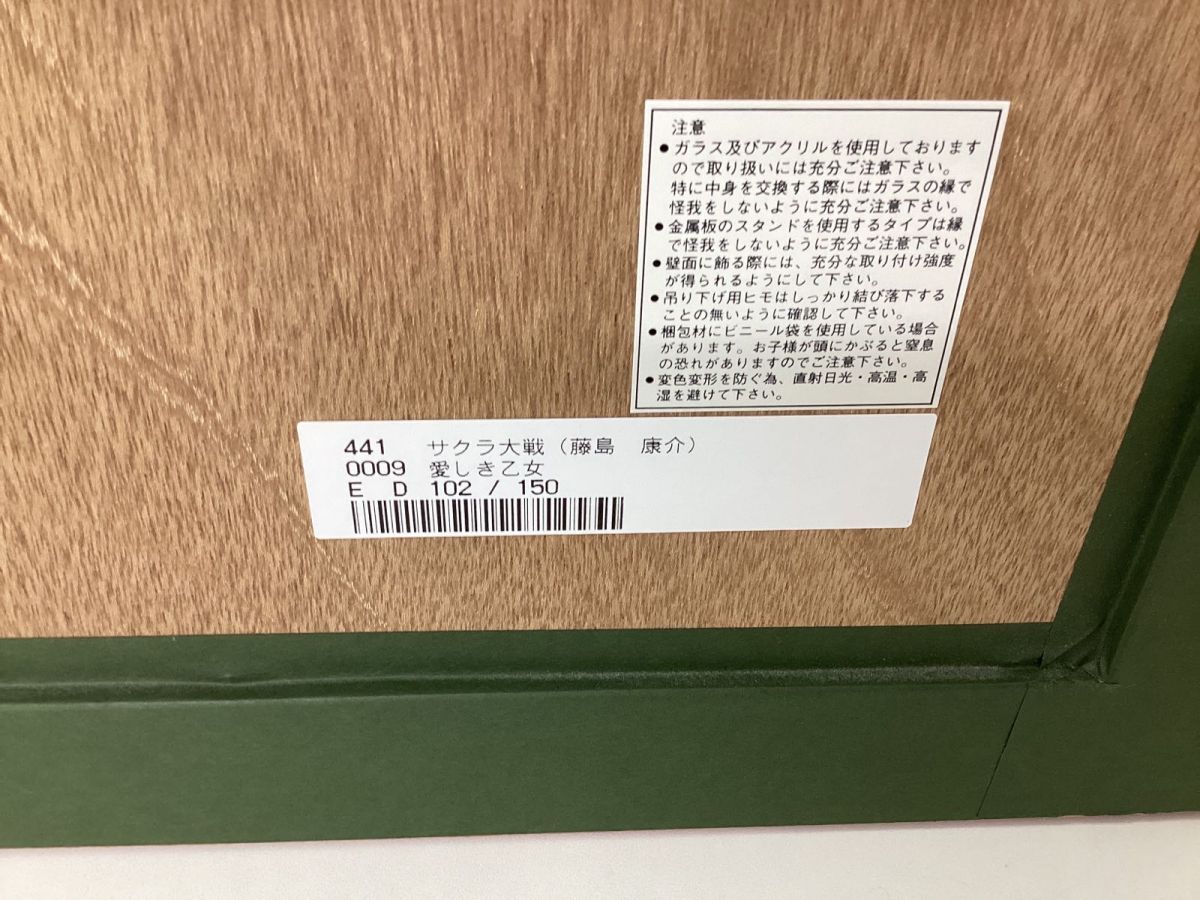 注意
●ガラス及びアクリルを使用しております
ので取り扱いには充分ご注意下さい。
特に中身を交換する際にはガラスの縁で
怪我をしないように充分ご注意下さい。
●金属板のスタンドを使用するタイプは縁
で怪我をしないように充分ご注意下さい。
●壁面に飾る際には、充分な取り付け強度
が得られるようにして下さい。
●吊り下げ用ヒモはしっかり結び落下する
ことの無いように確認して下さい。
●梱包材にビニール袋を使用している場合
があります。お子様が頭にかぶると窒息
の恐れがありますのでご注意下さい。
●変色変形を防ぐ為、直射日光・高温・高
湿を避けて下さい。
441 サクラ大戦（藤島 康介）
0009 愛しき乙女
E D 102 / 150